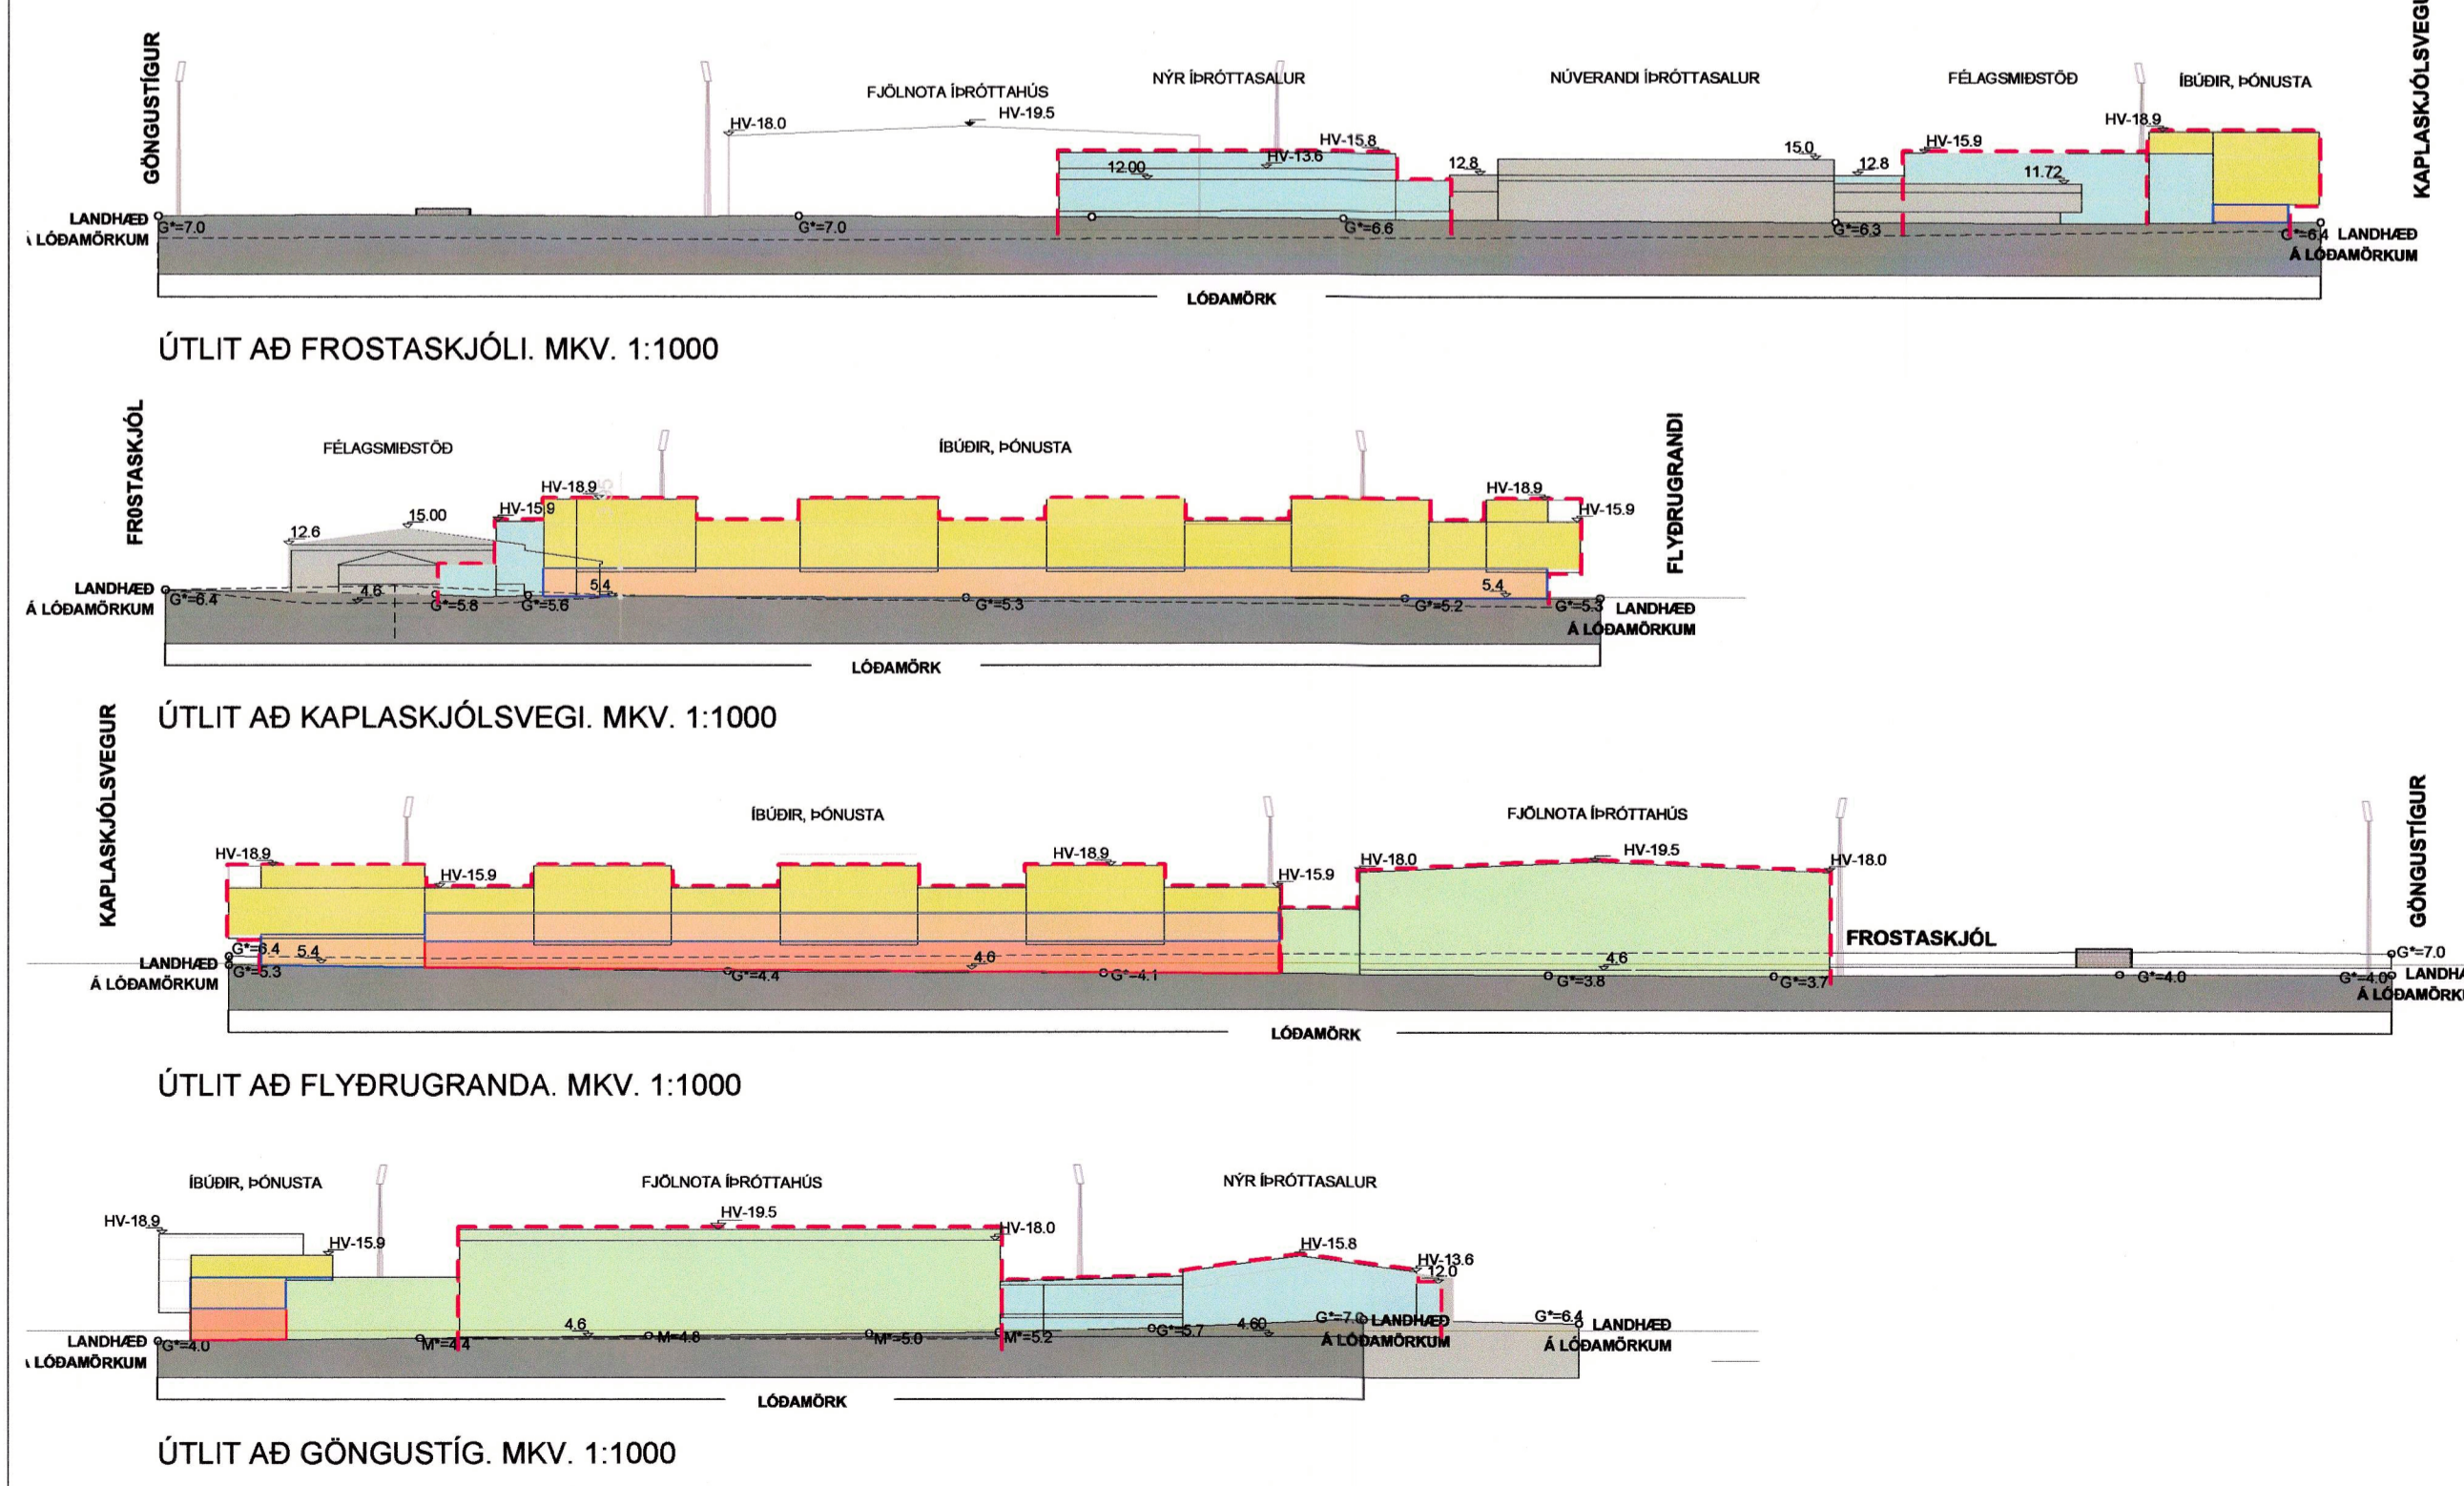 GÖNGUSTÍGUR
FJÖLNOTA ÍÞRÓTTAHÚS
NÝR ÍÞRÓTTASALUR
NÚVERANDI ÍÞRÓTTASALUR
FÉLAGSMIÐSTÖÐ
ÍBÚÐIR, ÞÓNUSTA
KAPLASKJÓLSVEGU
HV-18.0
HV-19.5
HV-15.8
HV-13.6
12.00
12.8
15.0
12.8
HV-15.9
11.72
HV-18.9
LANDHÆÐ
Á LÓÐAMÖRKUM
G*=7.0
G*=7.0
G*=6.6
G*=6.3
G*=6.4 LANDHÆÐ
Á LÓÐAMÖRKUM
LÓÐAMÖRK
ÚTLIT AÐ FROSTASKJÓLI. MKV. 1:1000
FROSTASKJÓL
FÉLAGSMIÐSTÖÐ
ÍBÚÐIR, ÞÓNUSTA
FLYÐRUGRANDI
12.6
15.00
HV-15.9
HV-18.9
HV-18.9
HV-15.9
LANDHÆÐ
Á LÓÐAMÖRKUM
G*=6.4
4.6
G*=5.8
G*=5.6
5.4
G*=5.3
G*=5.2
5.4
G*=5.3 LANDHÆÐ
Á LÓÐAMÖRKUM
LÓÐAMÖRK
ÚTLIT AÐ KAPLASKJÓLSVEGI. MKV. 1:1000
KAPLASKJÓLSVEGUR
ÍBÚÐIR, ÞÓNUSTA
FJÖLNOTA ÍÞRÓTTAHÚS
GÖNGUSTÍGUR
HV-18.9
HV-15.9
HV-18.9
HV-15.9
HV-18.0
HV-19.5
HV-18.0
FROSTASKJÓL
G*=6.4
5.4
4.6
4.6
G*=7.0
LANDHÆÐ
Á LÓÐAMÖRKUM
G*=5.3
G*=4.4
G*=4.1
G*=3.8
G*=3.7
G*=4.0
G*=4.0 LANDHÆ
Á LÓÐAMÖRKU
LÓÐAMÖRK
ÚTLIT AÐ FLYÐRUGRANDA. MKV. 1:1000
ÍBÚÐIR, ÞÓNUSTA
FJÖLNOTA ÍÞRÓTTAHÚS
NÝR ÍÞRÓTTASALUR
HV-18.9
HV-15.9
HV-19.5
HV-18.0
HV-15.8
HV-13.6
12.0
LANDHÆÐ
Á LÓÐAMÖRKUM
G*=4.0
M*=4.4
4.6
M=4.8
M*=5.0
M*=5.2
G*=5.7
4.60
G*=7.0 LANDHÆÐ
Á LÓÐAMÖRKUM
G*=6.4
LANDHÆÐ
Á LÓÐAMÖRKUM
LÓÐAMÖRK
ÚTLIT AÐ GÖNGUSTÍG. MKV. 1:1000